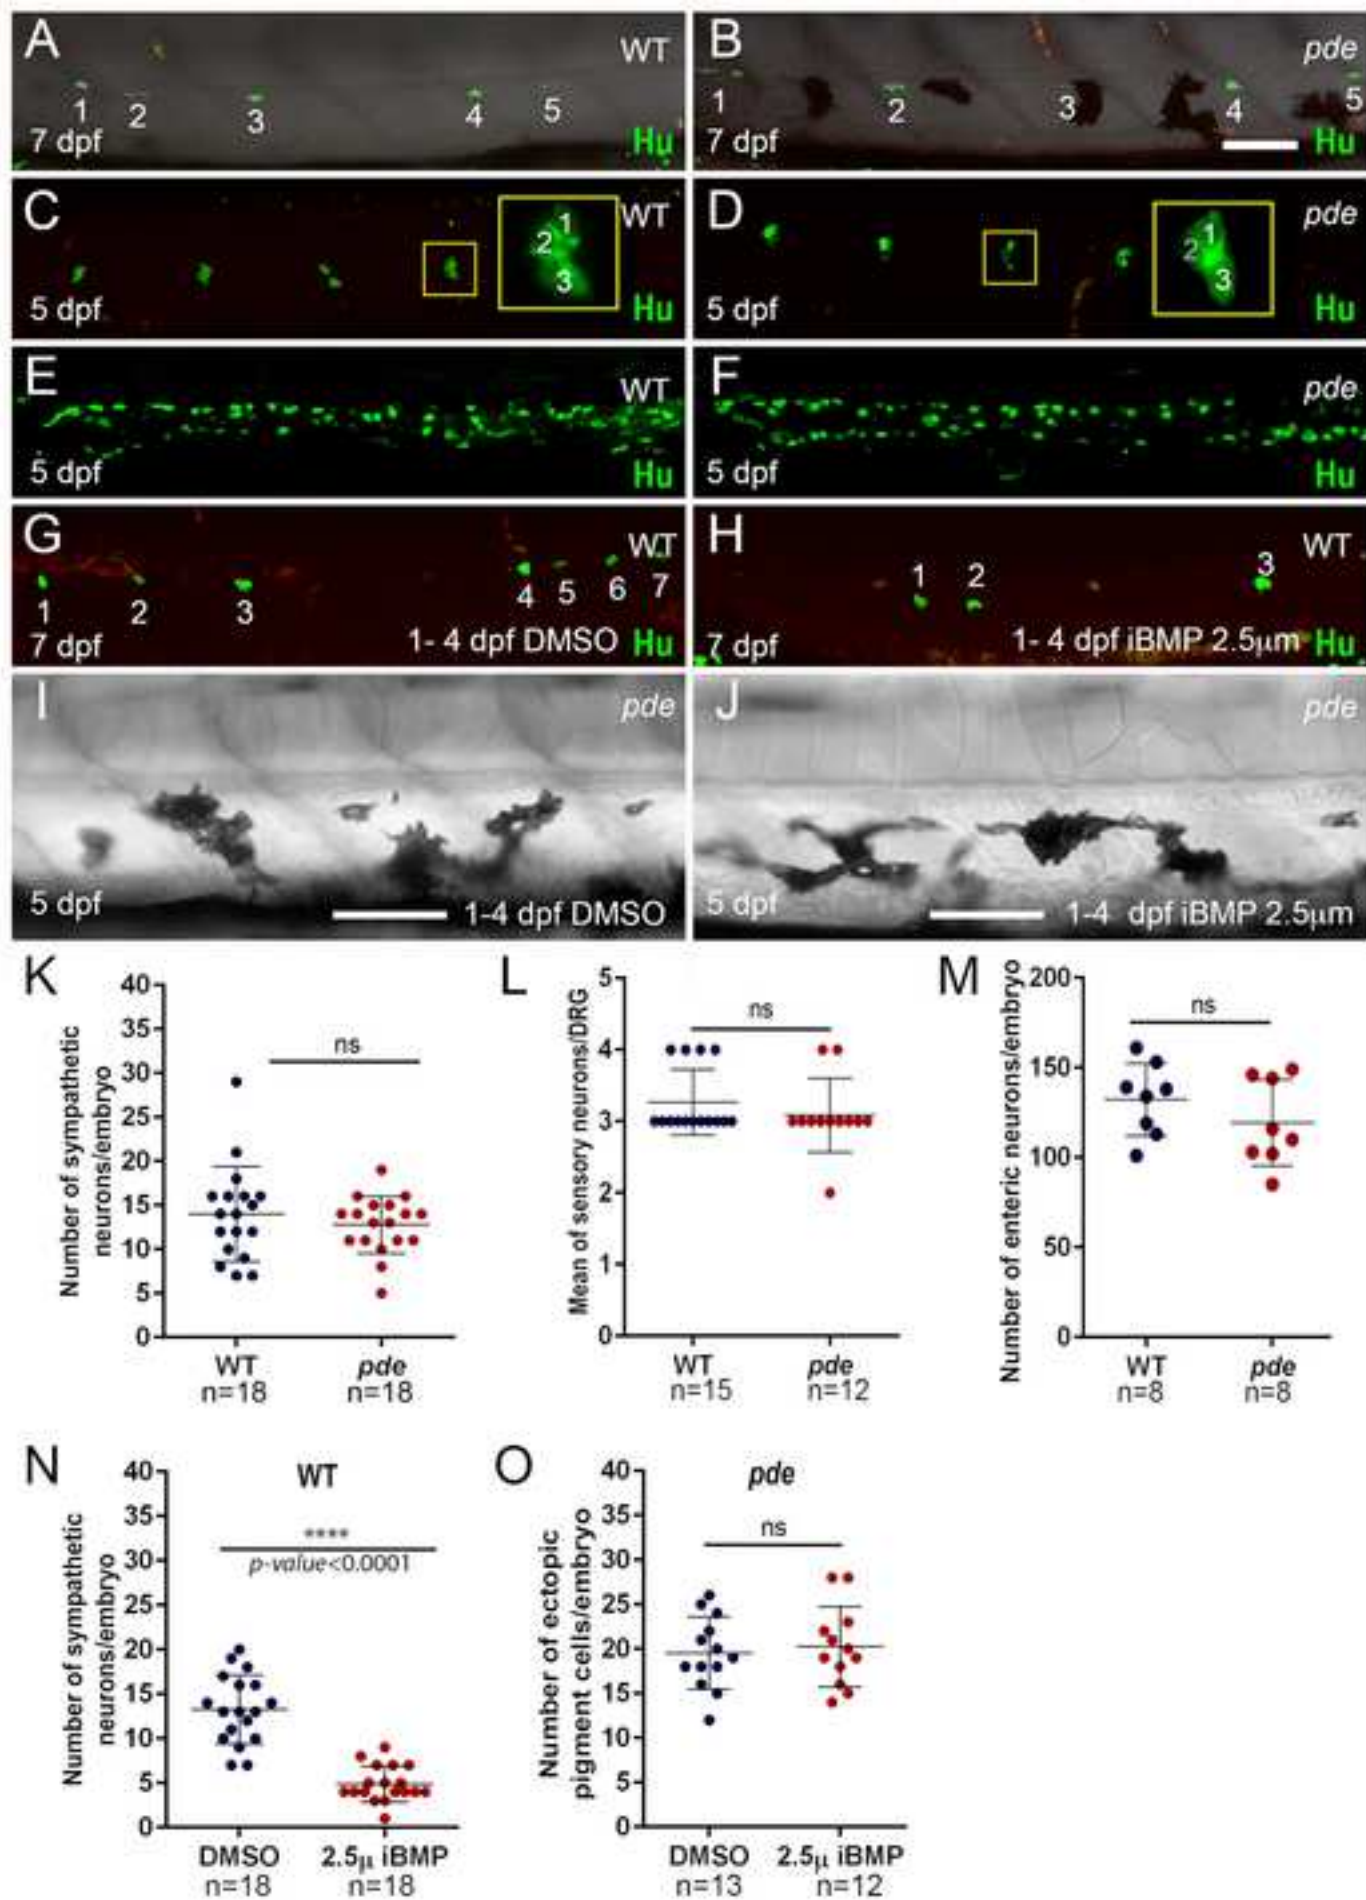 A WT
1 2 3 4 5
7 dpf Hu
B pde
1 2 3 4 5
Hu
C WT
1
2
3
5 dpf Hu
D pde
1
2
3
5 dpf Hu
E WT
5 dpf Hu
F pde
5 dpf Hu
G WT
1 2 3 4 5 6 7
7 dpf 1- 4 dpf DMSO Hu
H WT
1 2 3
7 dpf 1- 4 dpf iBMP 2.5μm Hu
I pde
5 dpf 1-4 dpf DMSO
J pde
5 dpf 1-4 dpf iBMP 2.5μm
K
Number of sympathetic
neurons/embryo
40
35
30
25
20
15
10
5
0
ns
WT pde
n=18 n=18
L
Mean of sensory neurons/DRG
5
4
3
2
1
0
ns
WT pde
n=15 n=12
M
Number of enteric neurons/embryo
200
150
100
50
0
ns
WT pde
n=8 n=8
N WT
Number of sympathetic
neurons/embryo
40
35
30
25
20
15
10
5
0
****
p-value<0.0001
DMSO 2.5μ iBMP
n=18 n=18
O pde
Number of ectopic
pigment cells/embryo
40
35
30
25
20
15
10
5
0
ns
DMSO 2.5μ iBMP
n=13 n=12